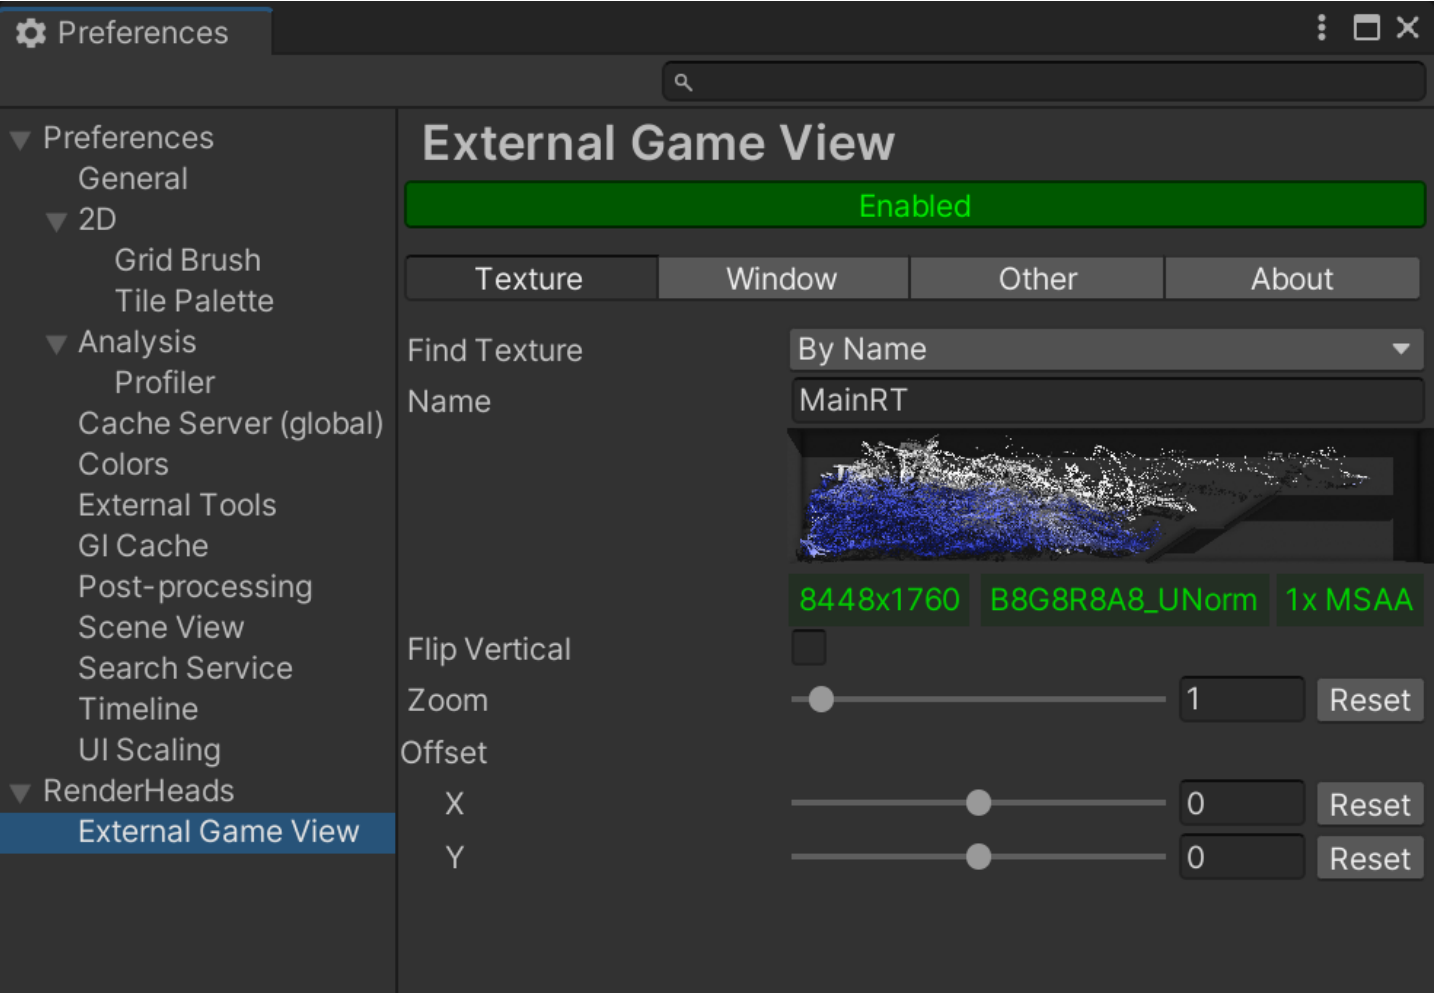 Preferences
Preferences
General
2D
Grid Brush
Tile Palette
Analysis
Profiler
Cache Server (global)
Colors
External Tools
GI Cache
Post-processing
Scene View
Search Service
Timeline
UI Scaling
RenderHeads
External Game View
External Game View
Enabled
Texture Window Other About
Find Texture By Name
Name MainRT
8448x1760 B8G8R8A8_UNorm 1x MSAA
Flip Vertical
Zoom 1 Reset
Offset
X 0 Reset
Y 0 Reset